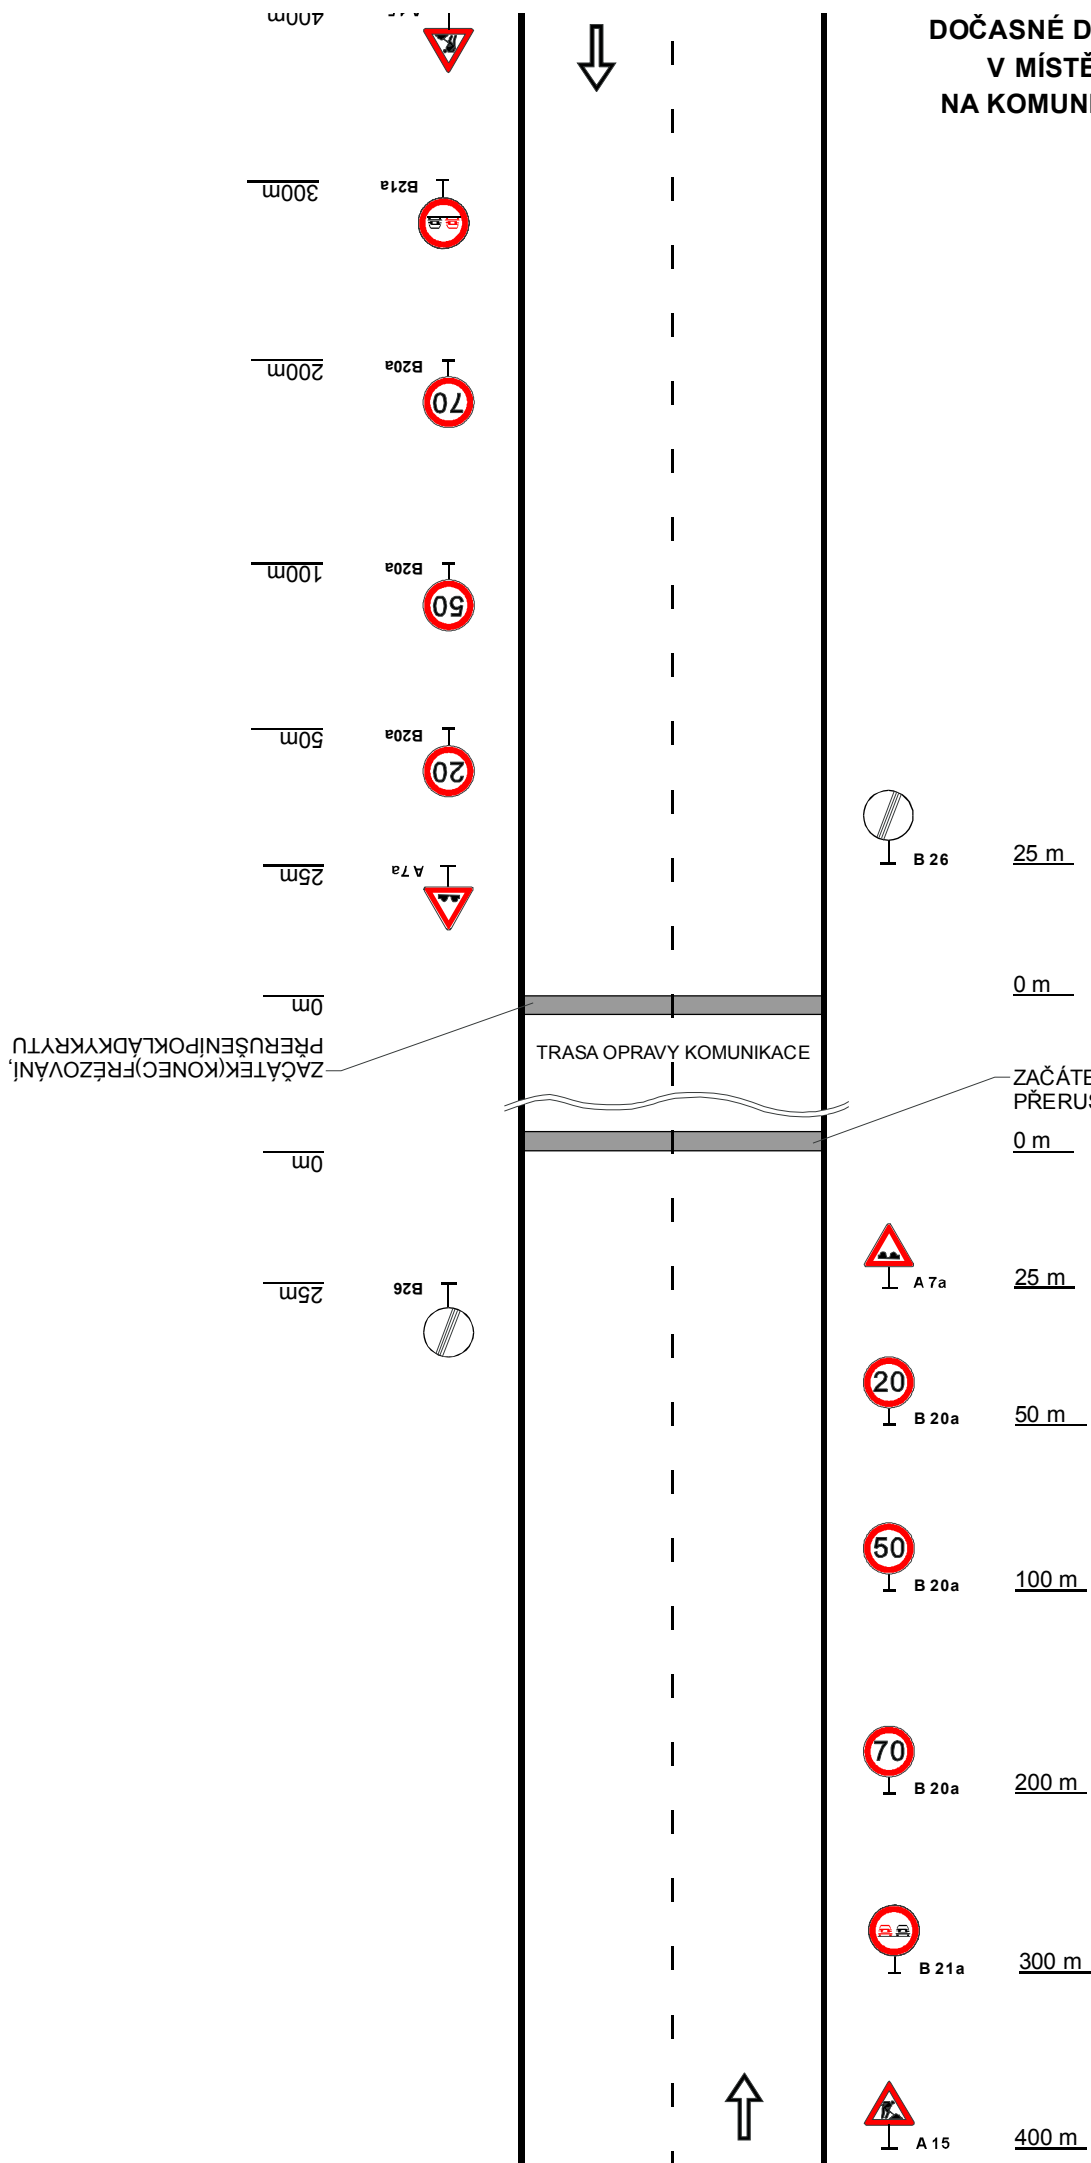 DOČASNÉ D
V MÍSTĚ
NA KOMUNI
400m
300m
B21a
200m
B20a
70
100m
B20a
50
50m
B20a
20
25m
A 7a
B 26
25 m
0m
0 m
ZAČÁTEK(KONEC)FRÉZOVÁNÍ,
PŘERUŠENÍPOKLÁDKYKRYTU
TRASA OPRAVY KOMUNIKACE
ZAČÁTE
PŘERUŠ
0m
0 m
25m
B26
A 7a
25 m
20
B 20a
50 m
50
B 20a
100 m
70
B 20a
200 m
B 21a
300 m
A 15
400 m